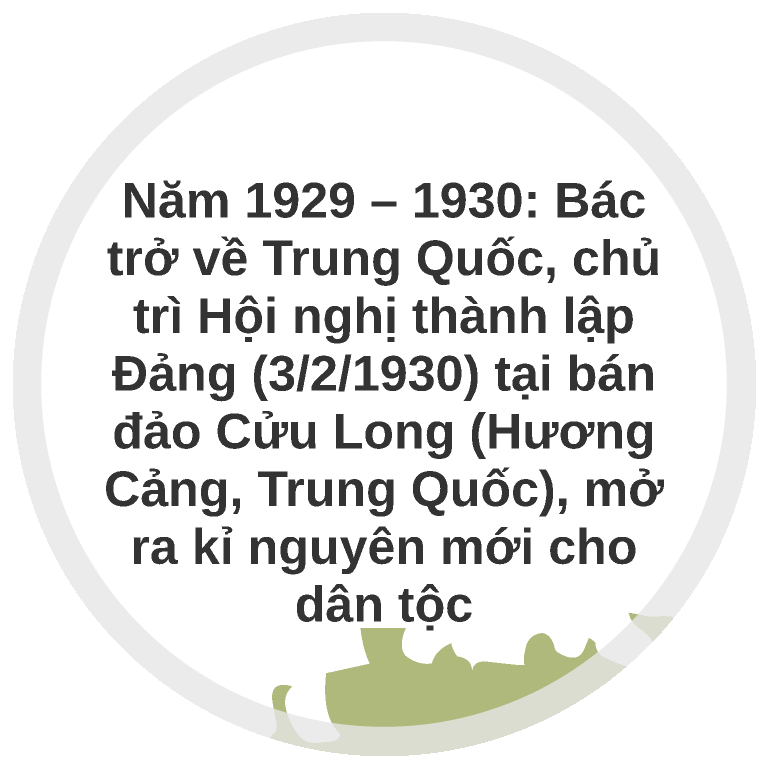 Năm 1929 – 1930: Bác
trở về Trung Quốc, chủ
trì Hội nghị thành lập
Đảng (3/2/1930) tại bán
đảo Cửu Long (Hương
Cảng, Trung Quốc), mở
ra kỉ nguyên mới cho
dân tộc